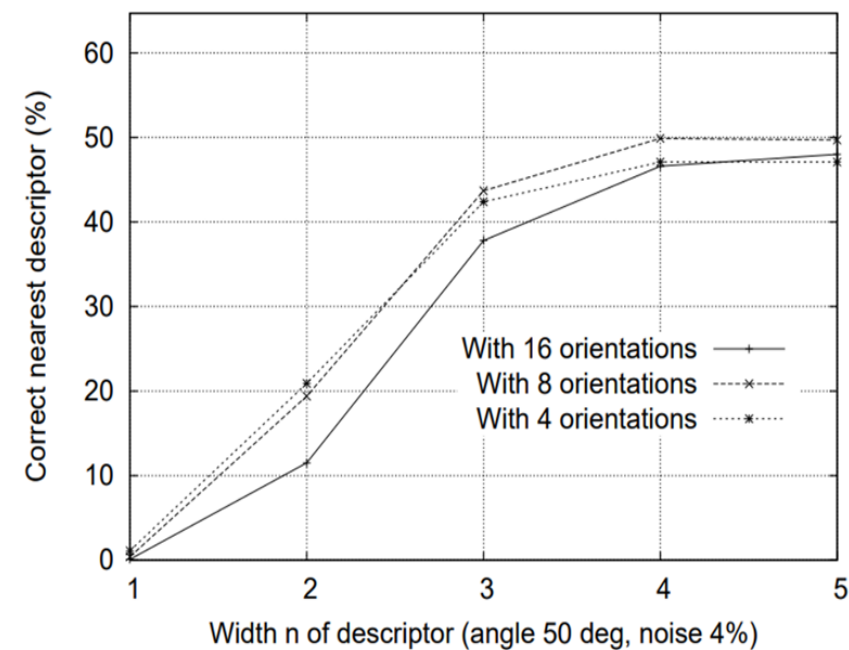 Correct nearest descriptor (%)
60
50
40
30
20
10
0
With 16 orientations
With 8 orientations
With 4 orientations
1 2 3 4 5
Width n of descriptor (angle 50 deg, noise 4%)